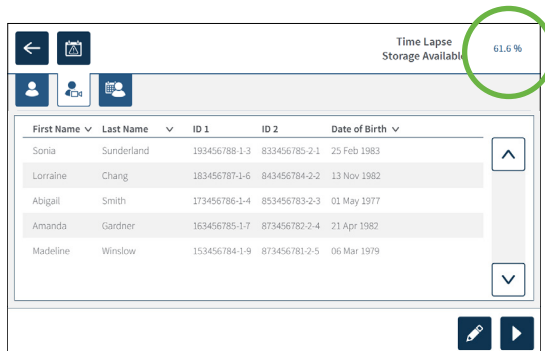 Time Lapse
Storage Available 61.6 %
First Name Last Name ID 1 ID 2 Date of Birth
Sonia Sunderland 193456788-1-3 833456785-2-1 25 Feb 1983
Lorraine Chang 183456787-1-6 843456784-2-2 13 Nov 1982
Abigail Smith 173456786-1-4 853456783-2-3 01 May 1977
Amanda Gardner 163456785-1-7 873456782-2-4 21 Apr 1982
Madeline Winslow 153456784-1-9 873456781-2-5 06 Mar 1979